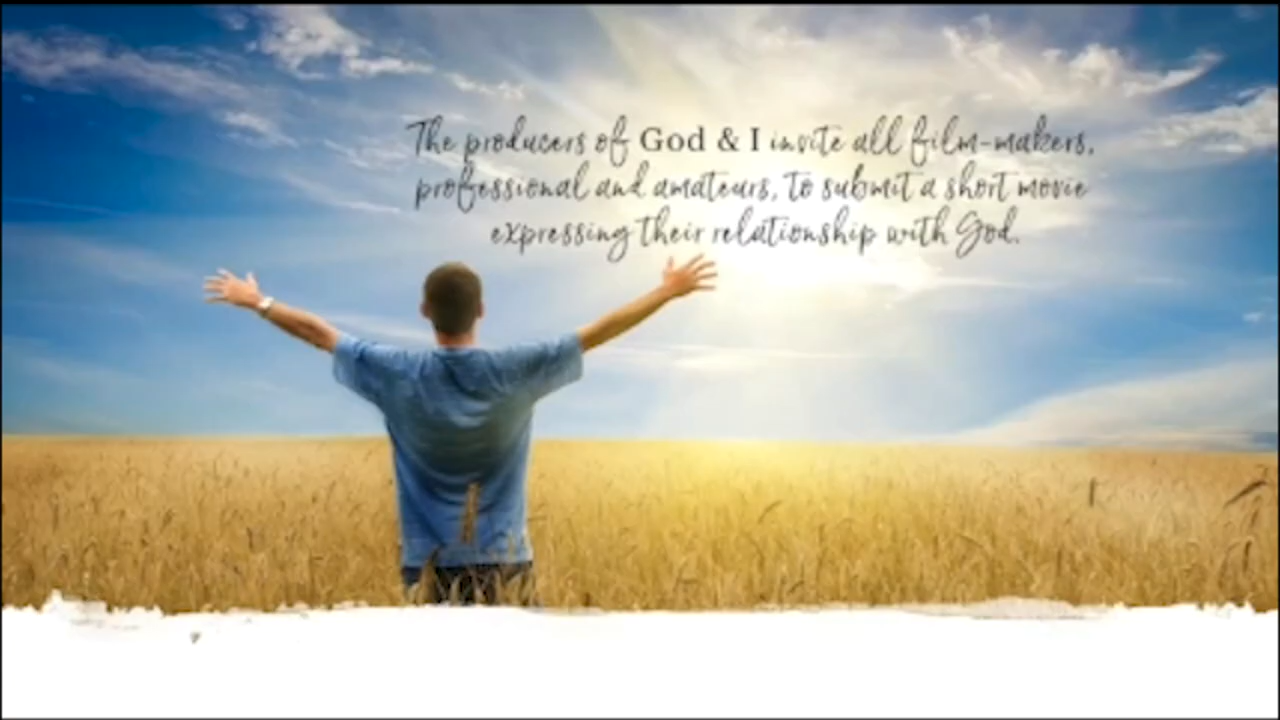 The producers of God & I invite all film-makers,
professional and amateurs, to submit a short movie
expressing their relationship with God.